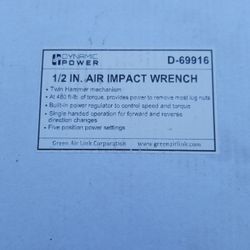 DYNAMIC
POWER
D-69916
1/2 IN. AIR IMPACT WRENCH
• Twin Hammer mechanism
• At 480 ft-lb. of torque, provides power to remove most lug nuts
• Built-in power regulator to control speed and torque
• Single handed operation for forward and reverse
direction changes
• Five position power settings
Green Air Link Corporation
www.greenairlink.com